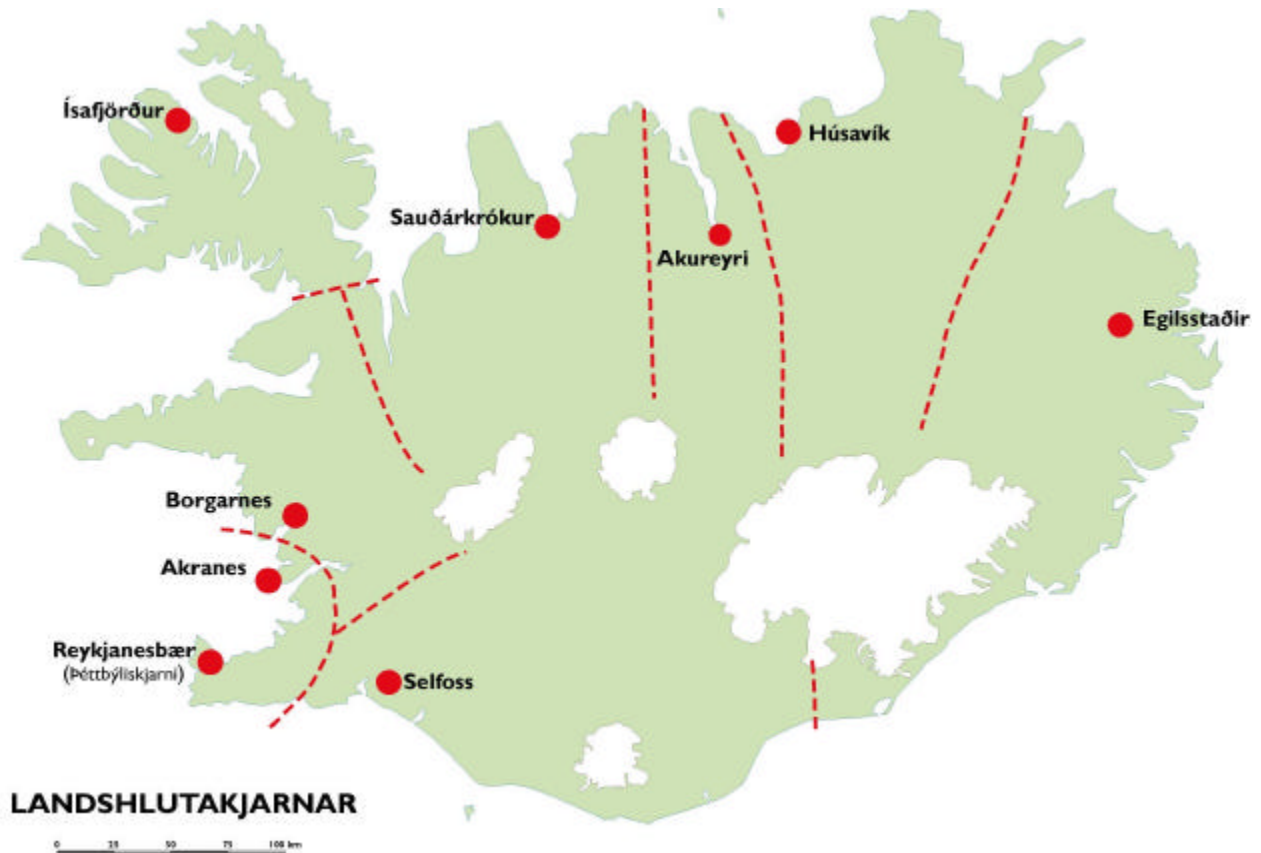 Ísafjörður
Húsavík
Sauðárkrókur
Akureyri
Egilsstaðir
Borgarnes
Akranes
Reykjanesbær
(Þéttbýliskjarni)
Selfoss
LANDSHLUTAKJARNAR
0 25 50 75 100 km